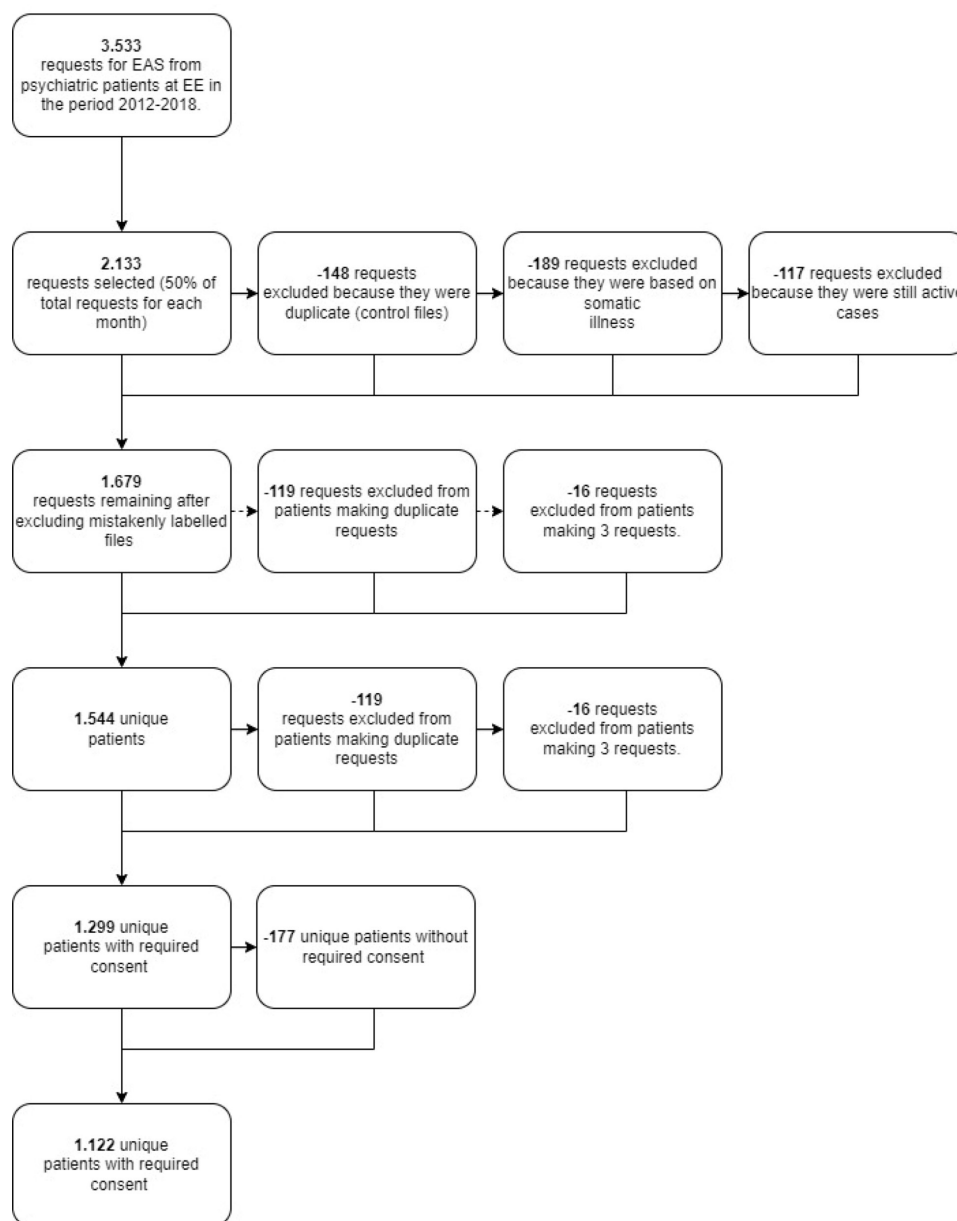 3.533
requests for EAS from
psychiatric patients at EE in
the period 2012-2018.
2.133
requests selected (50% of
total requests for each
month)
-148 requests
excluded because they were
duplicate (control files)
-189 requests excluded
because they were based on
somatic
illness
-117 requests excluded
because they were still active
cases
1.679
requests remaining after
excluding mistakenly labelled
files
-119 requests excluded from
patients making duplicate
requests
-16 requests
excluded from patients
making 3 requests.
1.544 unique
patients
-119
requests excluded from
patients making duplicate
requests
-16 requests
excluded from patients
making 3 requests.
1.299 unique
patients with required
consent
-177 unique patients without
required consent
1.122 unique
patients with required
consent